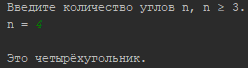 Введите количество углов n, n ≥ 3.
n = 4
Это четырёхугольник.